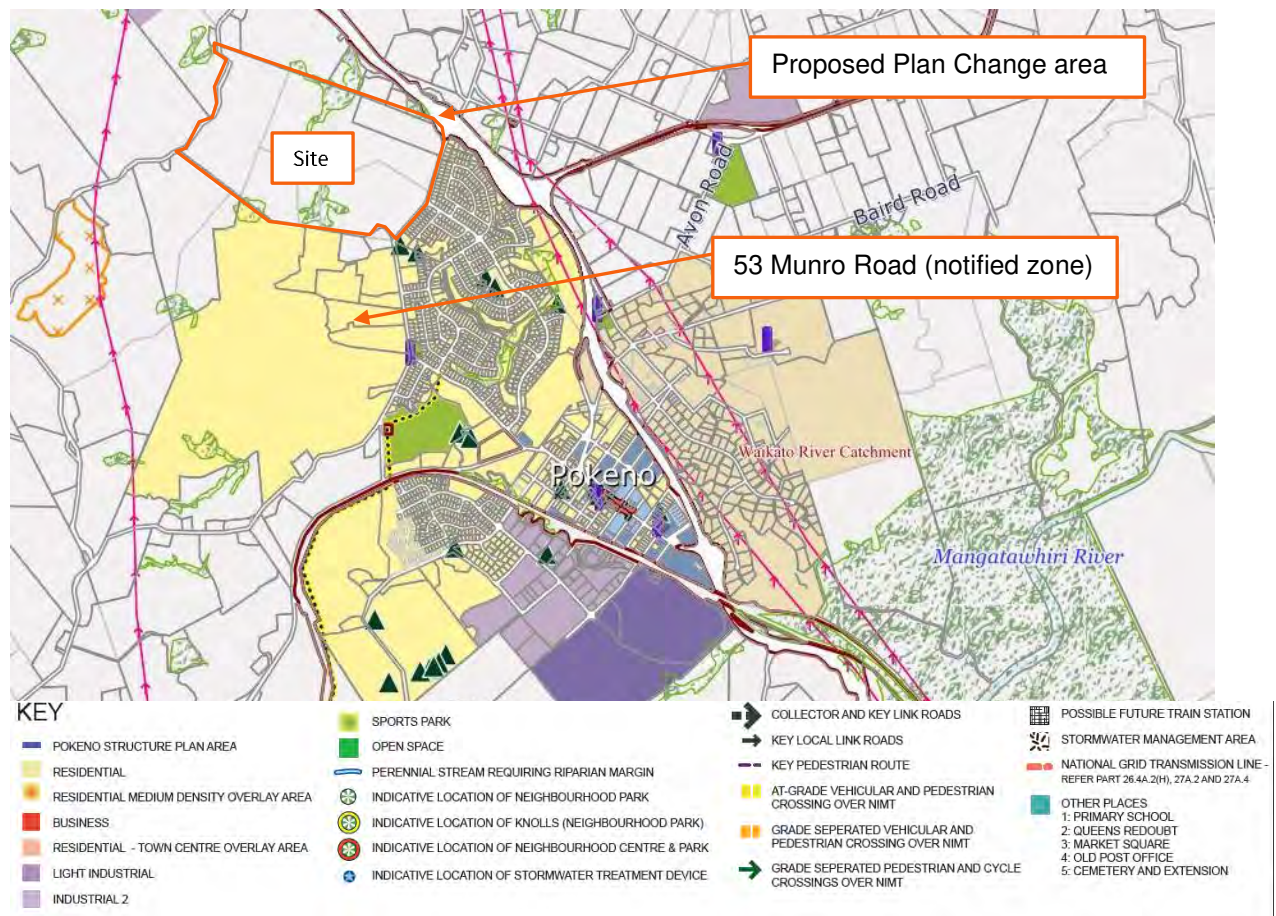 Proposed Plan Change area
Site
Avon Road
Baird Road
53 Munro Road (notified zone)
Waikato River Catchment
Pokeno
Mangatawhiri River
KEY
POKENO STRUCTURE PLAN AREA
RESIDENTIAL
RESIDENTIAL MEDIUM DENSITY OVERLAY AREA
BUSINESS
RESIDENTIAL - TOWN CENTRE OVERLAY AREA
LIGHT INDUSTRIAL
INDUSTRIAL 2
SPORTS PARK
OPEN SPACE
PERENNIAL STREAM REQUIRING RIPARIAN MARGIN
INDICATIVE LOCATION OF NEIGHBOURHOOD PARK
INDICATIVE LOCATION OF KNOLLS (NEIGHBOURHOOD PARK)
INDICATIVE LOCATION OF NEIGHBOURHOOD CENTRE & PARK
INDICATIVE LOCATION OF STORMWATER TREATMENT DEVICE
COLLECTOR AND KEY LINK ROADS
KEY LOCAL LINK ROADS
KEY PEDESTRIAN ROUTE
AT-GRADE VEHICULAR AND PEDESTRIAN
CROSSING OVER NIMT
GRADE SEPERATED VEHICULAR AND
PEDESTRIAN CROSSING OVER NIMT
GRADE SEPERATED PEDESTRIAN AND CYCLE
CROSSINGS OVER NIMT
POSSIBLE FUTURE TRAIN STATION
STORMWATER MANAGEMENT AREA
NATIONAL GRID TRANSMISSION LINE -
REFER PART 26.4A.2(H), 27A.2 AND 27A.4
OTHER PLACES
1: PRIMARY SCHOOL
2: QUEENS REDOUBT
3: MARKET SQUARE
4: OLD POST OFFICE
5: CEMETERY AND EXTENSION